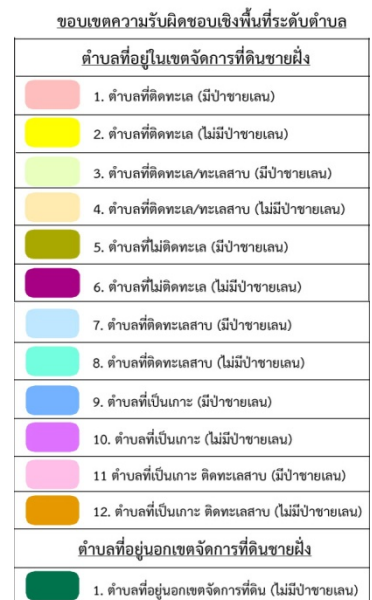 ขอบเขตความรับผิดชอบเชิงพื้นที่ระดับตำบล
ตำบลที่อยู่ในเขตจัดการที่ดินชายฝั่ง
1. ตำบลที่ติดทะเล (มีป่าชายเลน)
2. ตำบลที่ติดทะเล (ไม่มีป่าชายเลน)
3. ตำบลที่ติดทะเล/ทะเลสาบ (มีป่าชายเลน)
4. ตำบลที่ติดทะเล/ทะเลสาบ (ไม่มีป่าชายเลน)
5. ตำบลที่ไม่ติดทะเล (มีป่าชายเลน)
6. ตำบลที่ไม่ติดทะเล (ไม่มีป่าชายเลน)
7. ตำบลที่ติดทะเลสาบ (มีป่าชายเลน)
8. ตำบลที่ติดทะเลสาบ (ไม่มีป่าชายเลน)
9. ตำบลที่เป็นเกาะ (มีป่าชายเลน)
10. ตำบลที่เป็นเกาะ (ไม่มีป่าชายเลน)
11 ตำบลที่เป็นเกาะ ติดทะเลสาบ (มีป่าชายเลน)
12. ตำบลที่เป็นเกาะ ติดทะเลสาบ (ไม่มีป่าชายเลน)
ตำบลที่อยู่นอกเขตจัดการที่ดินชายฝั่ง
1. ตำบลที่อยู่นอกเขตจัดการที่ดิน (ไม่มีป่าชายเลน)